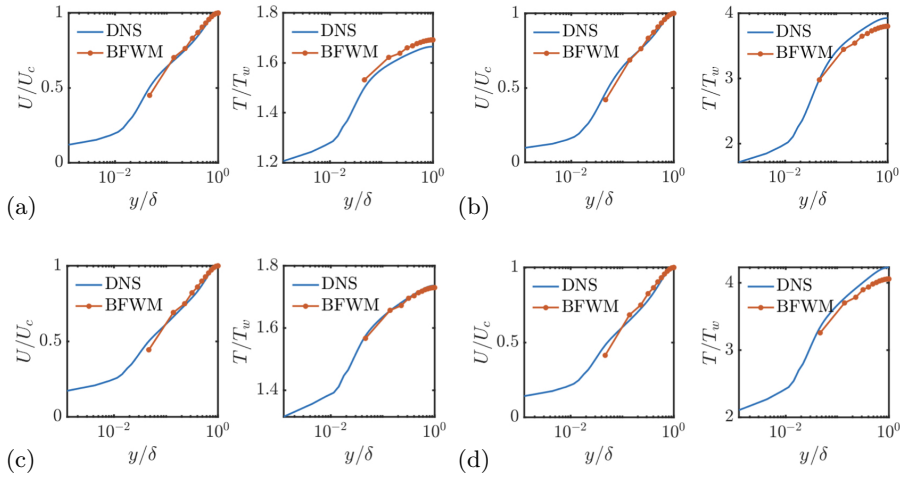 1
0.5
0
U/U_c
DNS
BFWM
10^{-2}
10^0
y/δ
(a)
1.8
1.6
1.4
1.2
T/T_w
DNS
BFWM
10^{-2}
10^0
y/δ
1
0.5
0
U/U_c
DNS
BFWM
10^{-2}
10^0
y/δ
(b)
4
3
2
T/T_w
DNS
BFWM
10^{-2}
10^0
y/δ
1
0.5
0
U/U_c
DNS
BFWM
10^{-2}
10^0
y/δ
(c)
1.8
1.6
1.4
T/T_w
DNS
BFWM
10^{-2}
10^0
y/δ
1
0.5
0
U/U_c
DNS
BFWM
10^{-2}
10^0
y/δ
(d)
4
3
2
T/T_w
DNS
BFWM
10^{-2}
10^0
y/δ